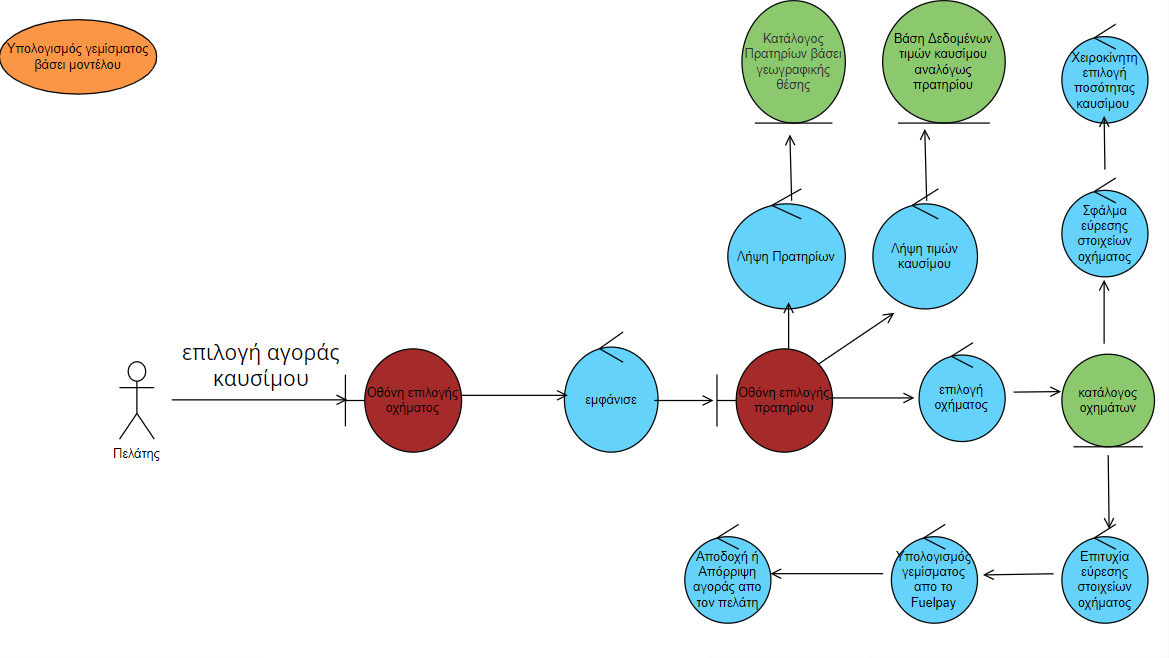 Υπολογισμός γεμίσματος
βάσει μοντέλου
Κατάλογος
Πρατηρίων βάσει
γεωγραφικής
θέσης
Βάση Δεδομένων
τιμών καυσίμου
αναλόγως
πρατηρίου
Χειροκίνητη
επιλογή
ποσότητας
καυσίμου
Λήψη Πρατηρίων
Λήψη τιμών
καυσίμου
Σφάλμα
εύρεσης
στοιχείων
οχήματος
επιλογή αγοράς
καυσίμου
Πελάτης
Οθόνη επιλογής
οχήματος
εμφάνισε
Οθόνη επιλογής
πρατηρίου
επιλογή
οχήματος
κατάλογος
οχημάτων
Αποδοχή ή
Απόρριψη
αγοράς απο
τον πελάτη
Υπολογισμός
γεμίσματος
απο το
Fuelpay
Επιτυχία
εύρεσης
στοιχείων
οχήματος